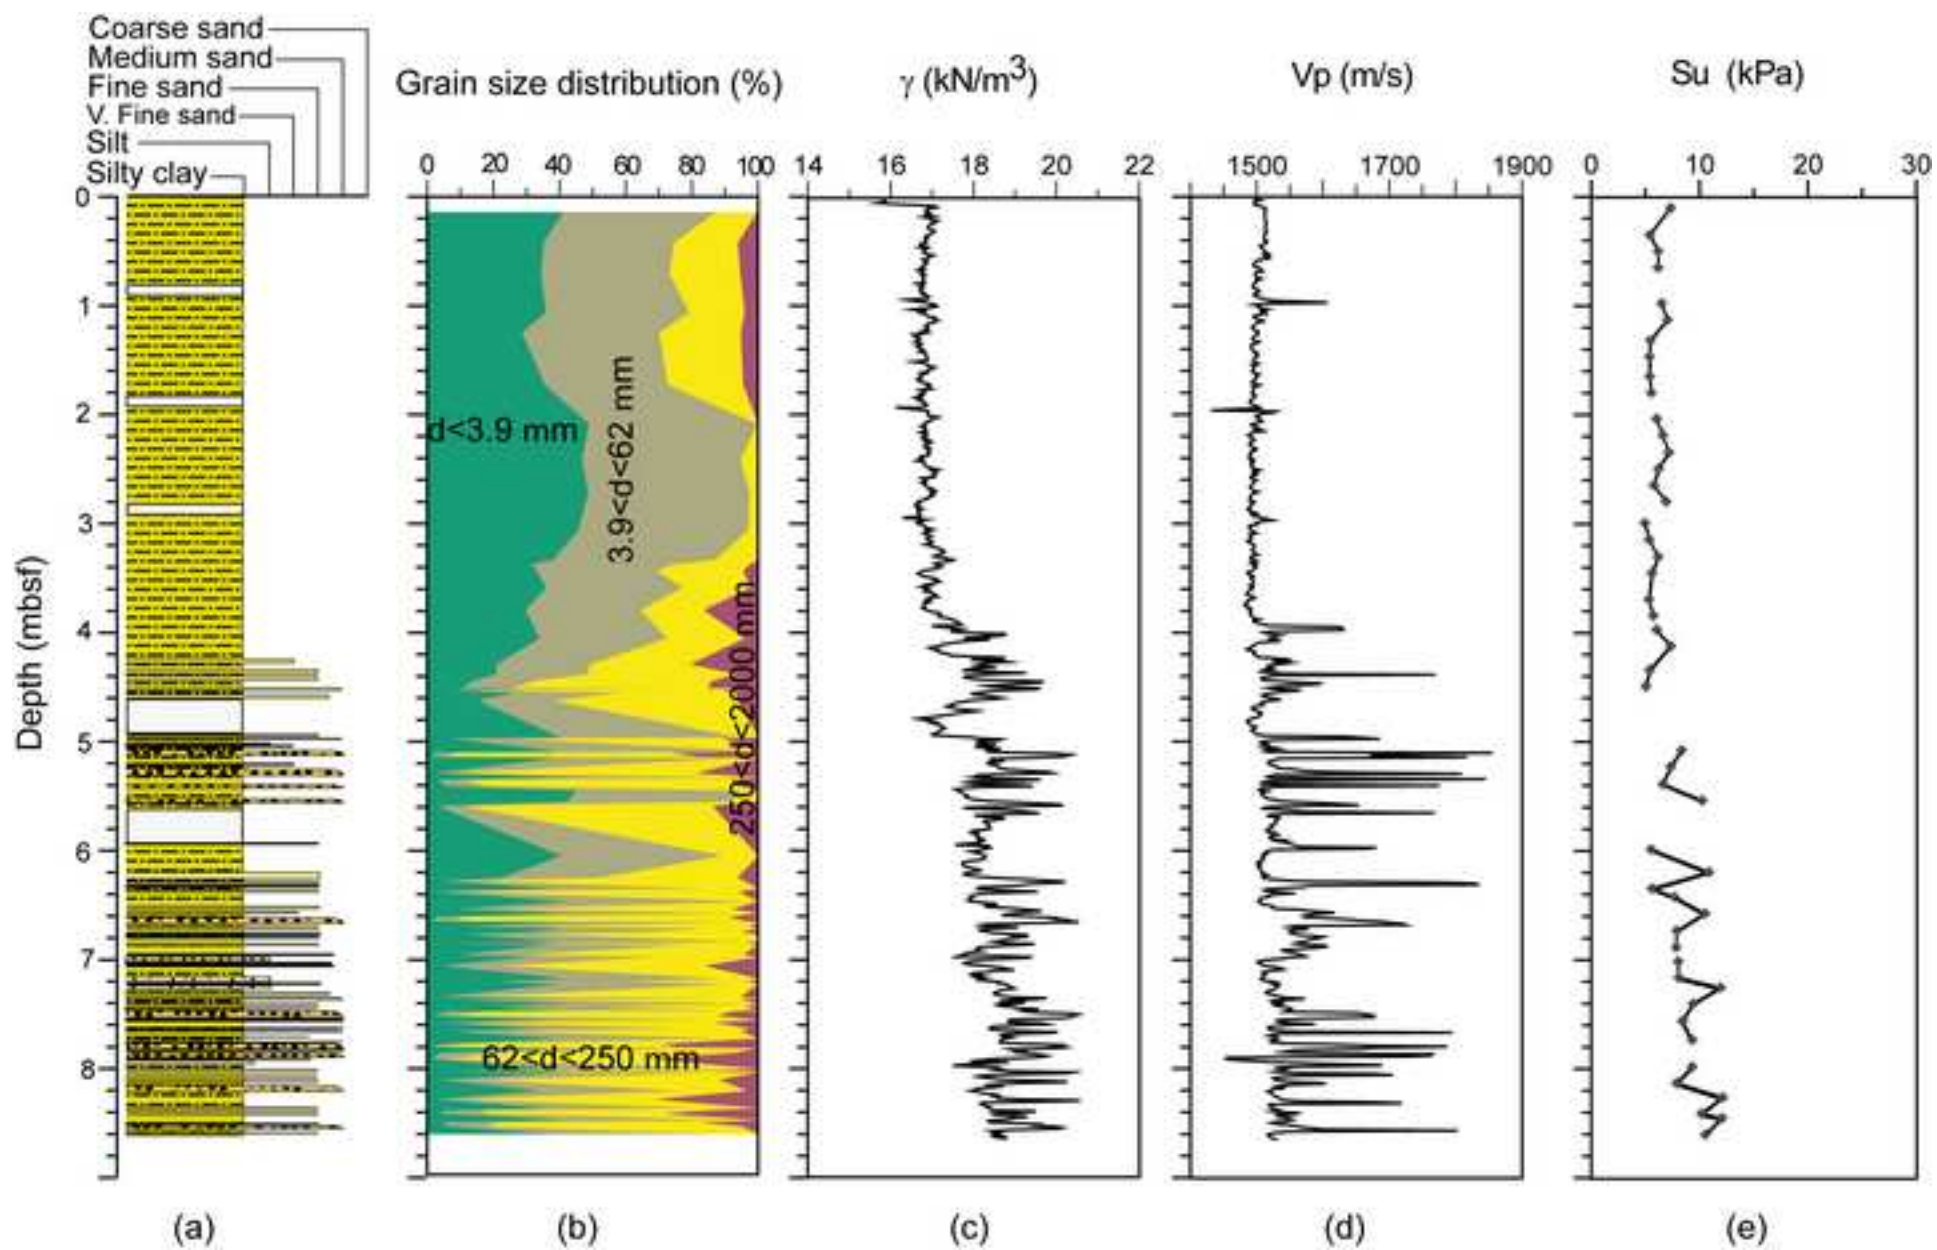 Coarse sand
Medium sand
Fine sand
V. Fine sand
Silt
Silty clay
Grain size distribution (%)
γ (kN/m³)
Vp (m/s)
Su (kPa)
0 20 40 60 80 100
14 16 18 20 22
1500 1700 1900
0 10 20 30
Depth (mbsf)
0
1
2
3
4
5
6
7
8
d<3.9 mm
3.9<d<62 mm
250<d<2000 mm
62<d<250 mm
(a) (b) (c) (d) (e)